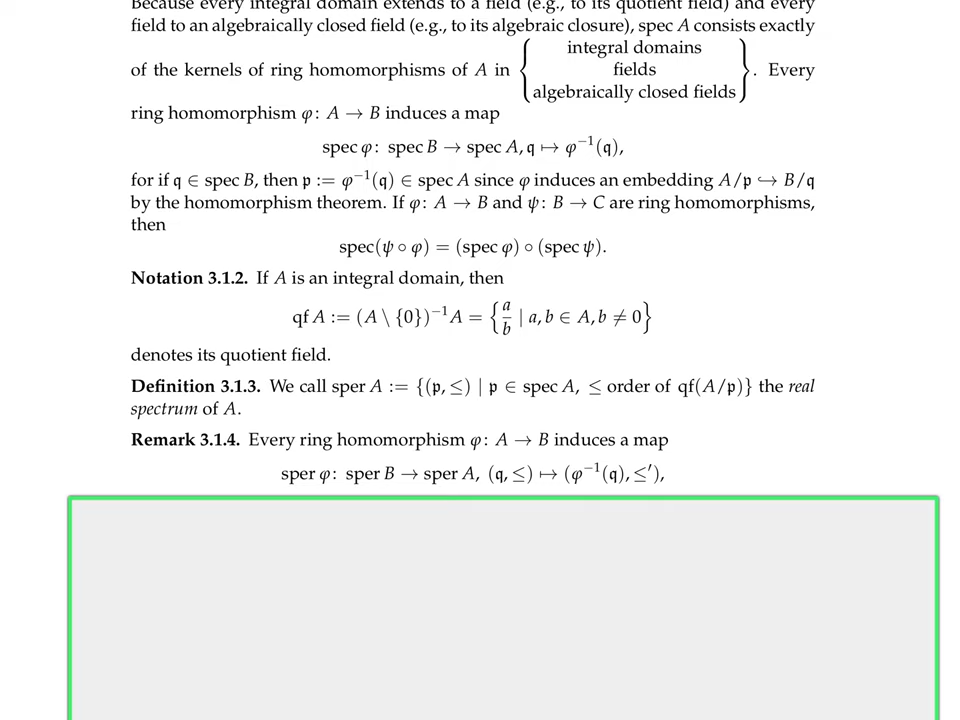 Because every integral domain extends to a field (e.g., to its quotient field) and every
field to an algebraically closed field (e.g., to its algebraic closure), spec A consists exactly
of the kernels of ring homomorphisms of A in { integral domains
fields
algebraically closed fields } . Every
ring homomorphism φ: A → B induces a map
spec φ: spec B → spec A, 𝔮 ↦ φ⁻¹(𝔮),
for if 𝔮 ∈ spec B, then 𝔭 := φ⁻¹(𝔮) ∈ spec A since φ induces an embedding A/𝔭 ↪ B/𝔮
by the homomorphism theorem. If φ: A → B and ψ: B → C are ring homomorphisms,
then
spec(ψ ∘ φ) = (spec φ) ∘ (spec ψ).
Notation 3.1.2. If A is an integral domain, then
qf A := (A \ {0})⁻¹A = { a/b | a, b ∈ A, b ≠ 0 }
denotes its quotient field.
Definition 3.1.3. We call sper A := {(𝔭, ≤) | 𝔭 ∈ spec A, ≤ order of qf(A/𝔭)} the real
spectrum of A.
Remark 3.1.4. Every ring homomorphism φ: A → B induces a map
sper φ: sper B → sper A, (𝔮, ≤) ↦ (φ⁻¹(𝔮), ≤′),